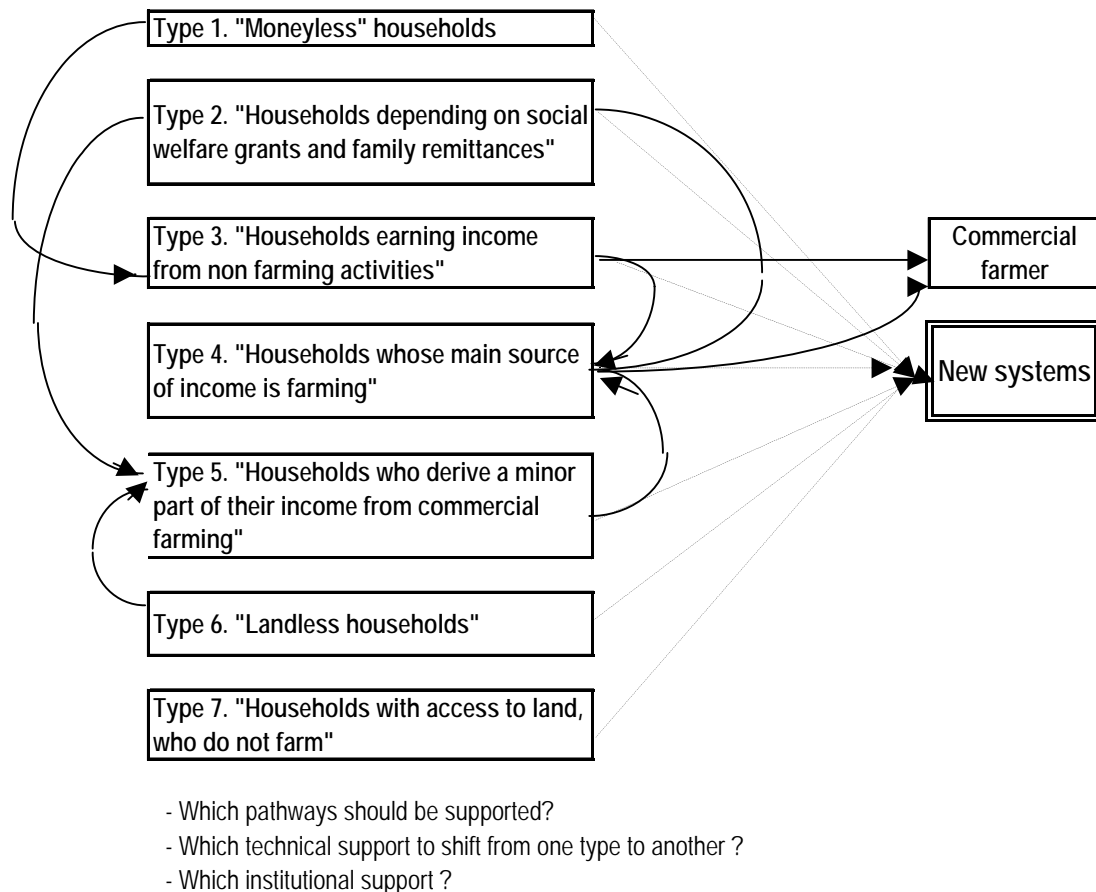 Type 1. "Moneyless" households
Type 2. "Households depending on social
welfare grants and family remittances"
Type 3. "Households earning income
from non farming activities"
Commercial
farmer
Type 4. "Households whose main source
of income is farming"
New systems
Type 5. "Households who derive a minor
part of their income from commercial
farming"
Type 6. "Landless households"
Type 7. "Households with access to land,
who do not farm"
- Which pathways should be supported?
- Which technical support to shift from one type to another ?
- Which institutional support ?